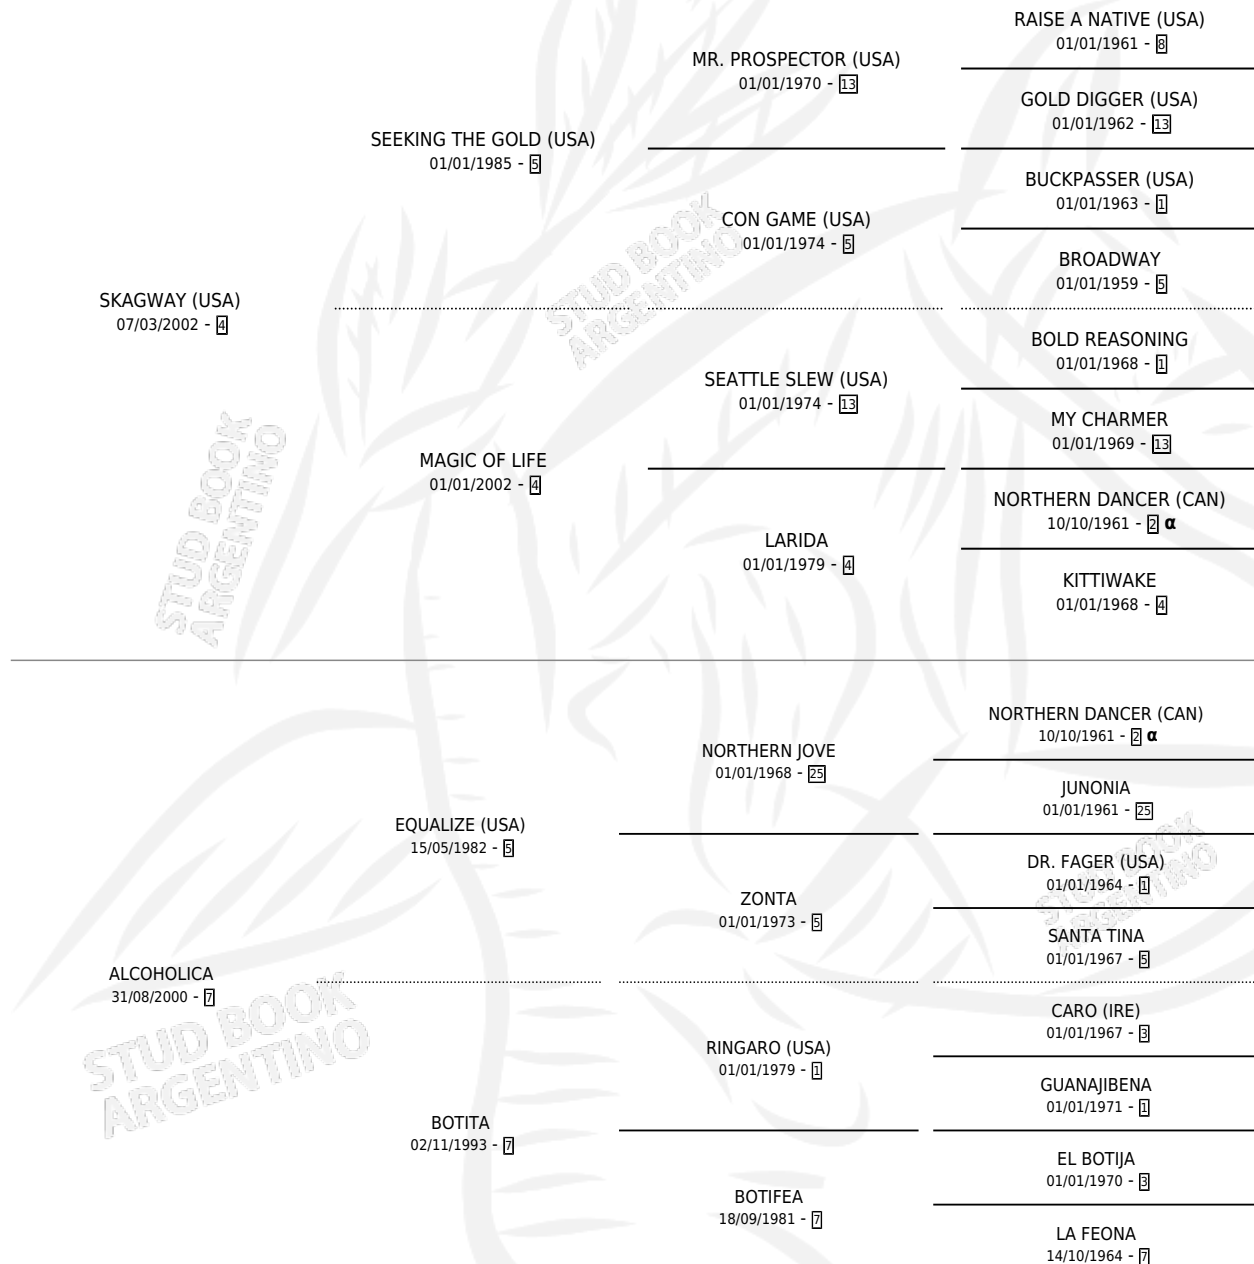 RAISE A NATIVE (USA)
01/01/1961 - 8
MR. PROSPECTOR (USA)
01/01/1970 - 13
GOLD DIGGER (USA)
01/01/1962 - 13
SEEKING THE GOLD (USA)
01/01/1985 - 5
BUCKPASSER (USA)
01/01/1963 - 1
CON GAME (USA)
01/01/1974 - 5
BROADWAY
01/01/1959 - 5
SKAGWAY (USA)
07/03/2002 - 4
BOLD REASONING
01/01/1968 - 1
SEATTLE SLEW (USA)
01/01/1974 - 13
MY CHARMER
01/01/1969 - 13
MAGIC OF LIFE
01/01/2002 - 4
NORTHERN DANCER (CAN)
10/10/1961 - 2 α
LARIDA
01/01/1979 - 4
KITTIWAKE
01/01/1968 - 4
NORTHERN DANCER (CAN)
10/10/1961 - 2 α
NORTHERN JOVE
01/01/1968 - 25
JUNONIA
01/01/1961 - 25
EQUALIZE (USA)
15/05/1982 - 5
DR. FAGER (USA)
01/01/1964 - 1
ZONTA
01/01/1973 - 5
SANTA TINA
01/01/1967 - 5
ALCOHOLICA
31/08/2000 - 7
CARO (IRE)
01/01/1967 - 3
RINGARO (USA)
01/01/1979 - 1
GUANAJIBENA
01/01/1971 - 1
BOTITA
02/11/1993 - 7
EL BOTIJA
01/01/1970 - 3
BOTIFEA
18/09/1981 - 7
LA FEONA
14/10/1964 - 7
STUD BOOK
ARGENTINO
STUD BOOK
ARGENTINO
STUD BOOK
ARGENTINO
STUD BOOK
ARGENTINO